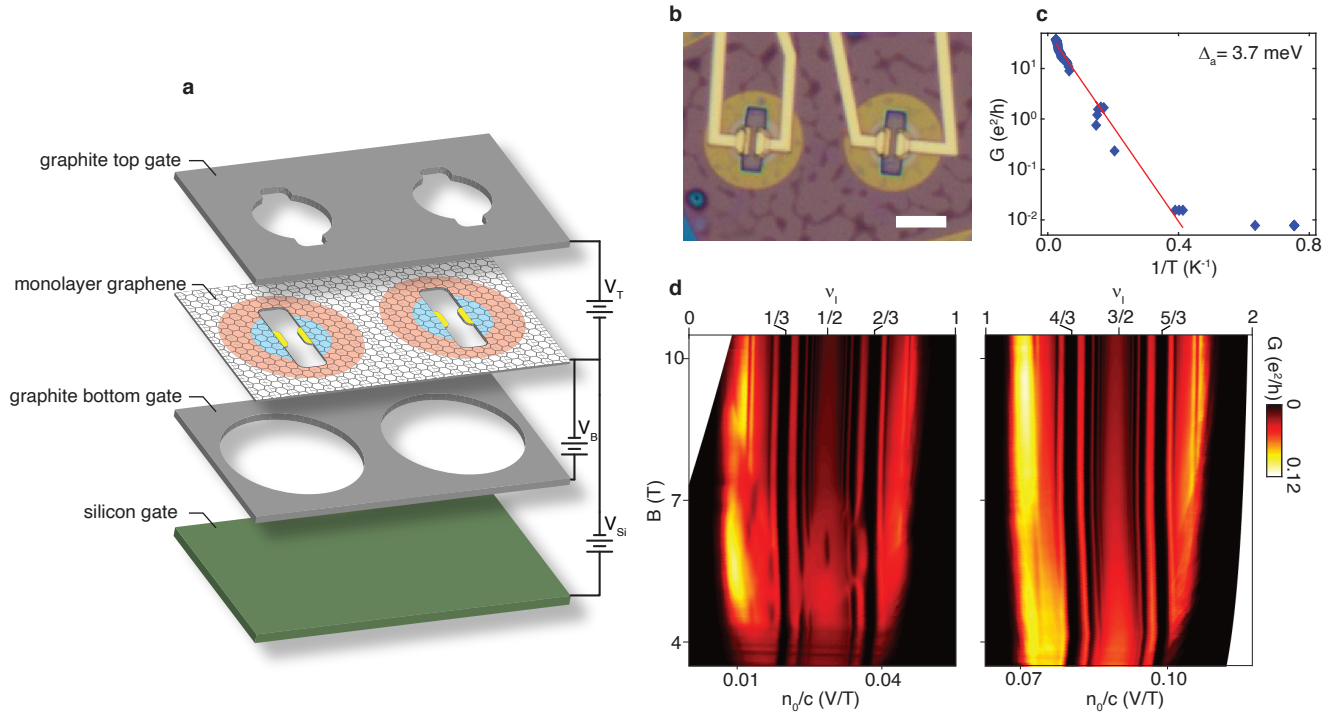 a
graphite top gate
monolayer graphene
graphite bottom gate
silicon gate
V_T
V_B
V_Si
b
c
Δ_a = 3.7 meV
G (e²/h)
10¹
10⁰
10⁻¹
10⁻²
0.0
0.4
0.8
1/T (K⁻¹)
d
ν_I
0
1/3
1/2
2/3
1
ν_I
1
4/3
3/2
5/3
2
B (T)
10
7
4
0.01
0.04
n₀/c (V/T)
0.07
0.10
n₀/c (V/T)
G (e²/h)
0
0.12